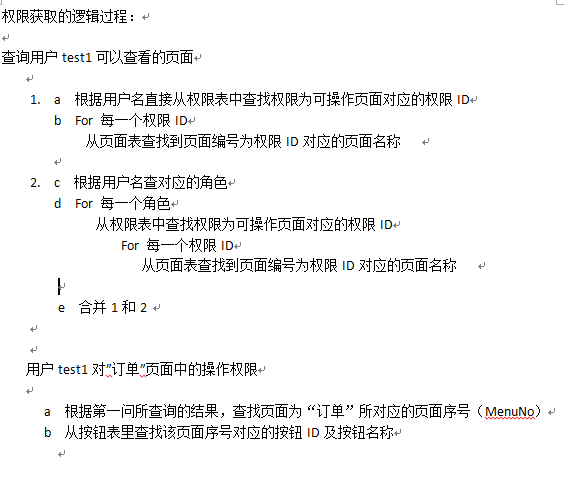 权限获取的逻辑过程：
查询用户 test1 可以查看的页面
1. a 根据用户名直接从权限表中查找权限为可操作页面对应的权限 ID
b For 每一个权限 ID
从页面表查找到页面编号为权限 ID 对应的页面名称
2. c 根据用户名查对应的角色
d For 每一个角色
从权限表中查找权限为可操作页面对应的权限 ID
For 每一个权限 ID
从页面表查找到页面编号为权限 ID 对应的页面名称
e 合并 1 和 2
用户 test1 对”订单”页面中的操作权限
a 根据第一问所查询的结果，查找页面为“订单”所对应的页面序号（MenuNo）
b 从按钮表里查找该页面序号对应的按钮 ID 及按钮名称